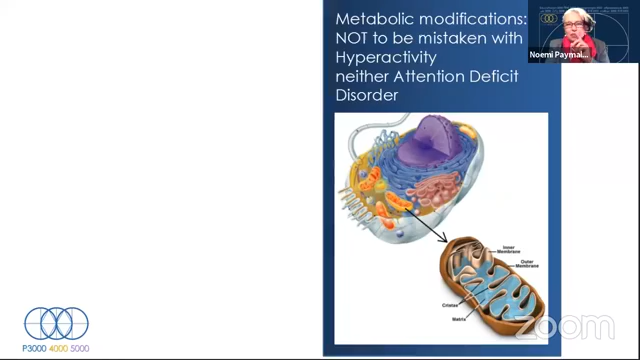 Metabolic modifications:
NOT to be mistaken with
Hyperactivity
neither Attention Deficit
Disorder
Noemi Paymal...
Inner
Membrane
Outer
Membrane
Cristae
Matrix
P3000 4000 5000
zoom